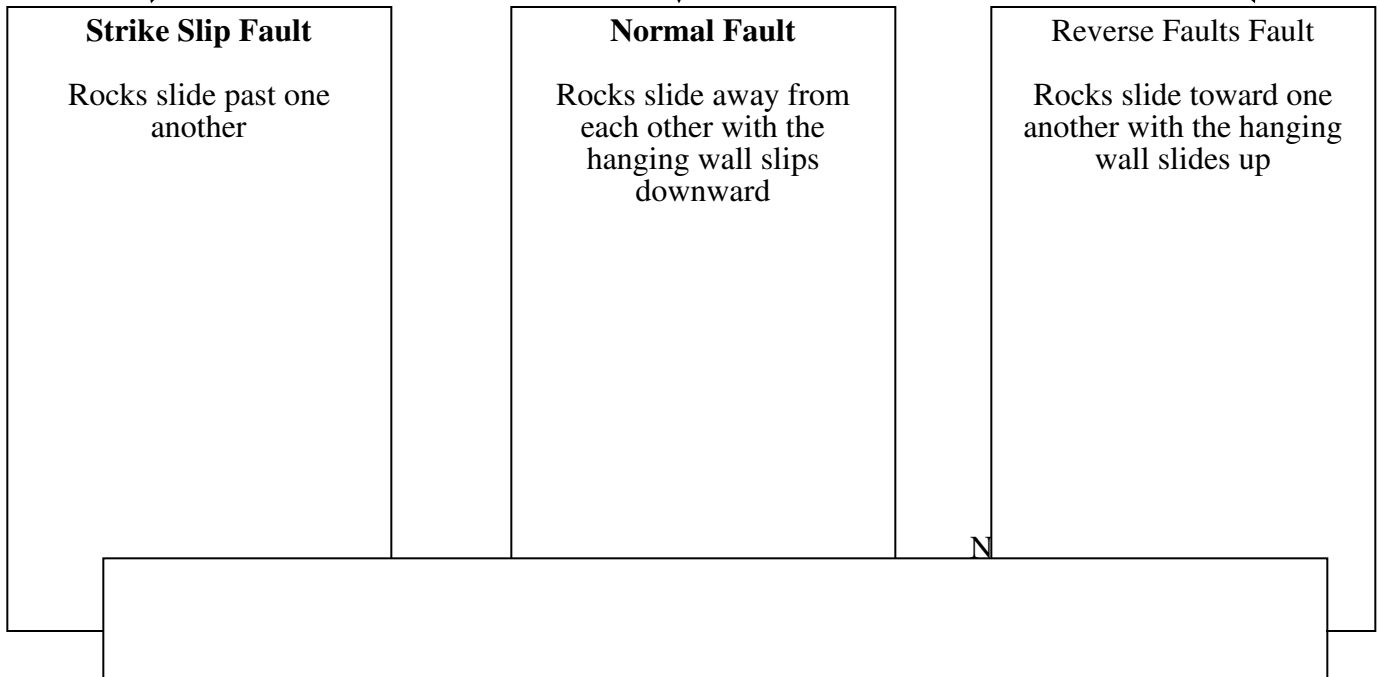 Strike Slip Fault
Rocks slide past one
another
Normal Fault
Rocks slide away from
each other with the
hanging wall slips
downward
Reverse Faults Fault
Rocks slide toward one
another with the hanging
wall slides up
N